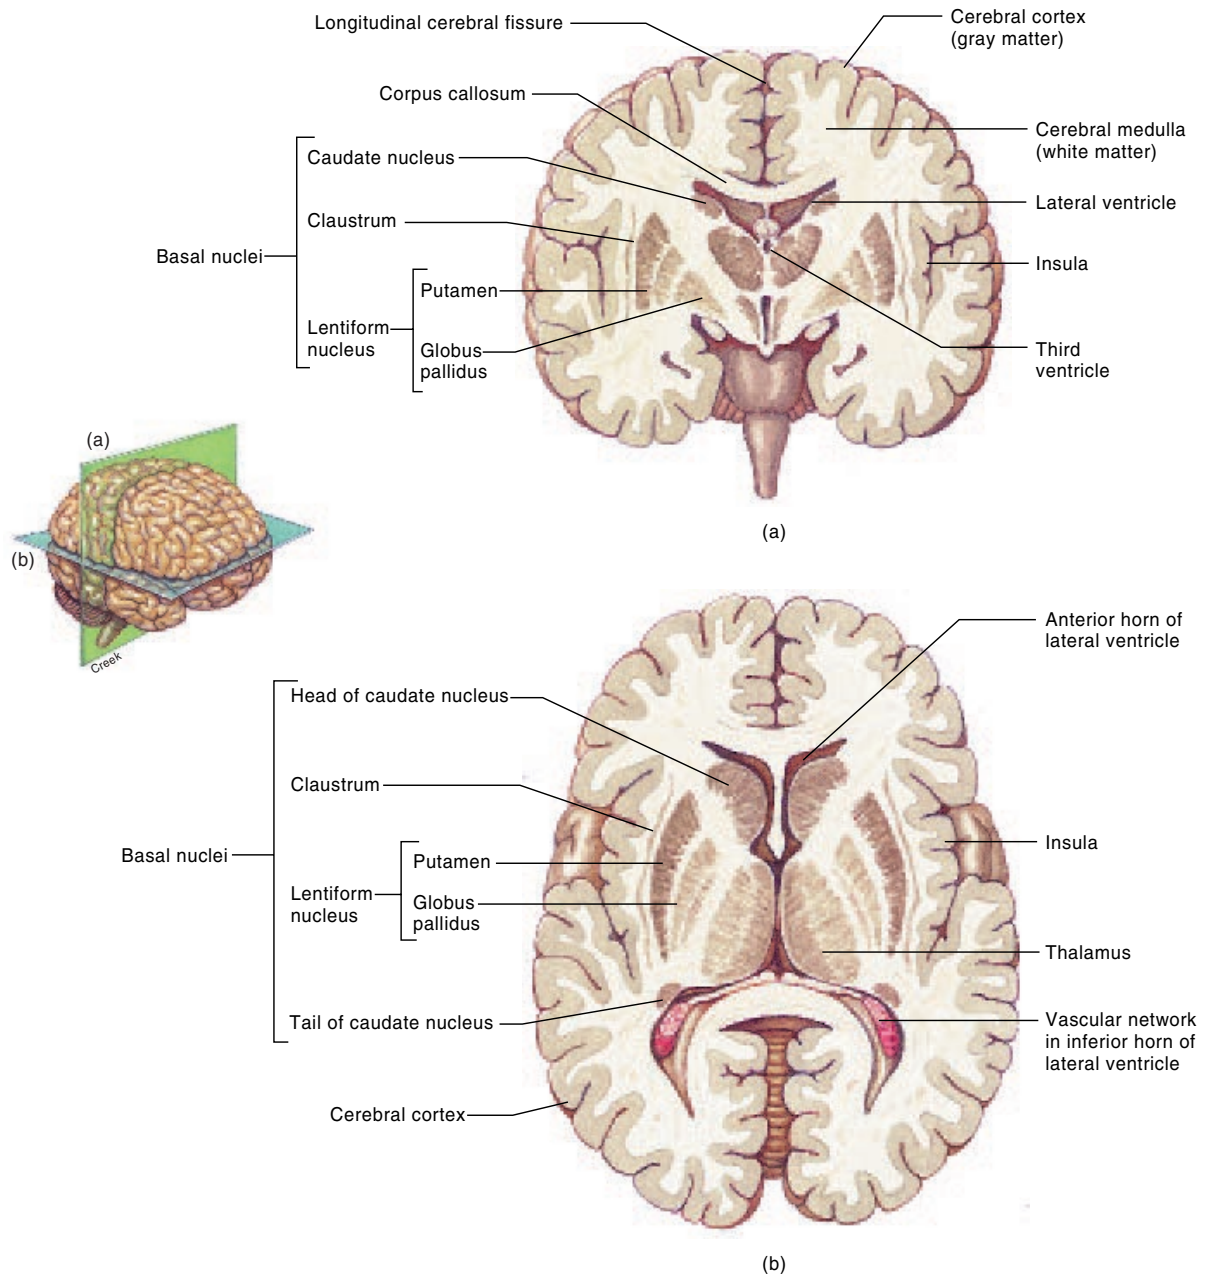 Longitudinal cerebral fissure
Cerebral cortex
(gray matter)
Corpus callosum
Cerebral medulla
(white matter)
Caudate nucleus
Lateral ventricle
Claustrum
Basal nuclei
Insula
Putamen
Lentiform
nucleus
Globus
pallidus
Third
ventricle
(a)
(b)
Creek
(a)
Anterior horn of
lateral ventricle
Head of caudate nucleus
Claustrum
Basal nuclei
Insula
Putamen
Lentiform
nucleus
Globus
pallidus
Thalamus
Tail of caudate nucleus
Vascular network
in inferior horn of
lateral ventricle
Cerebral cortex
(b)